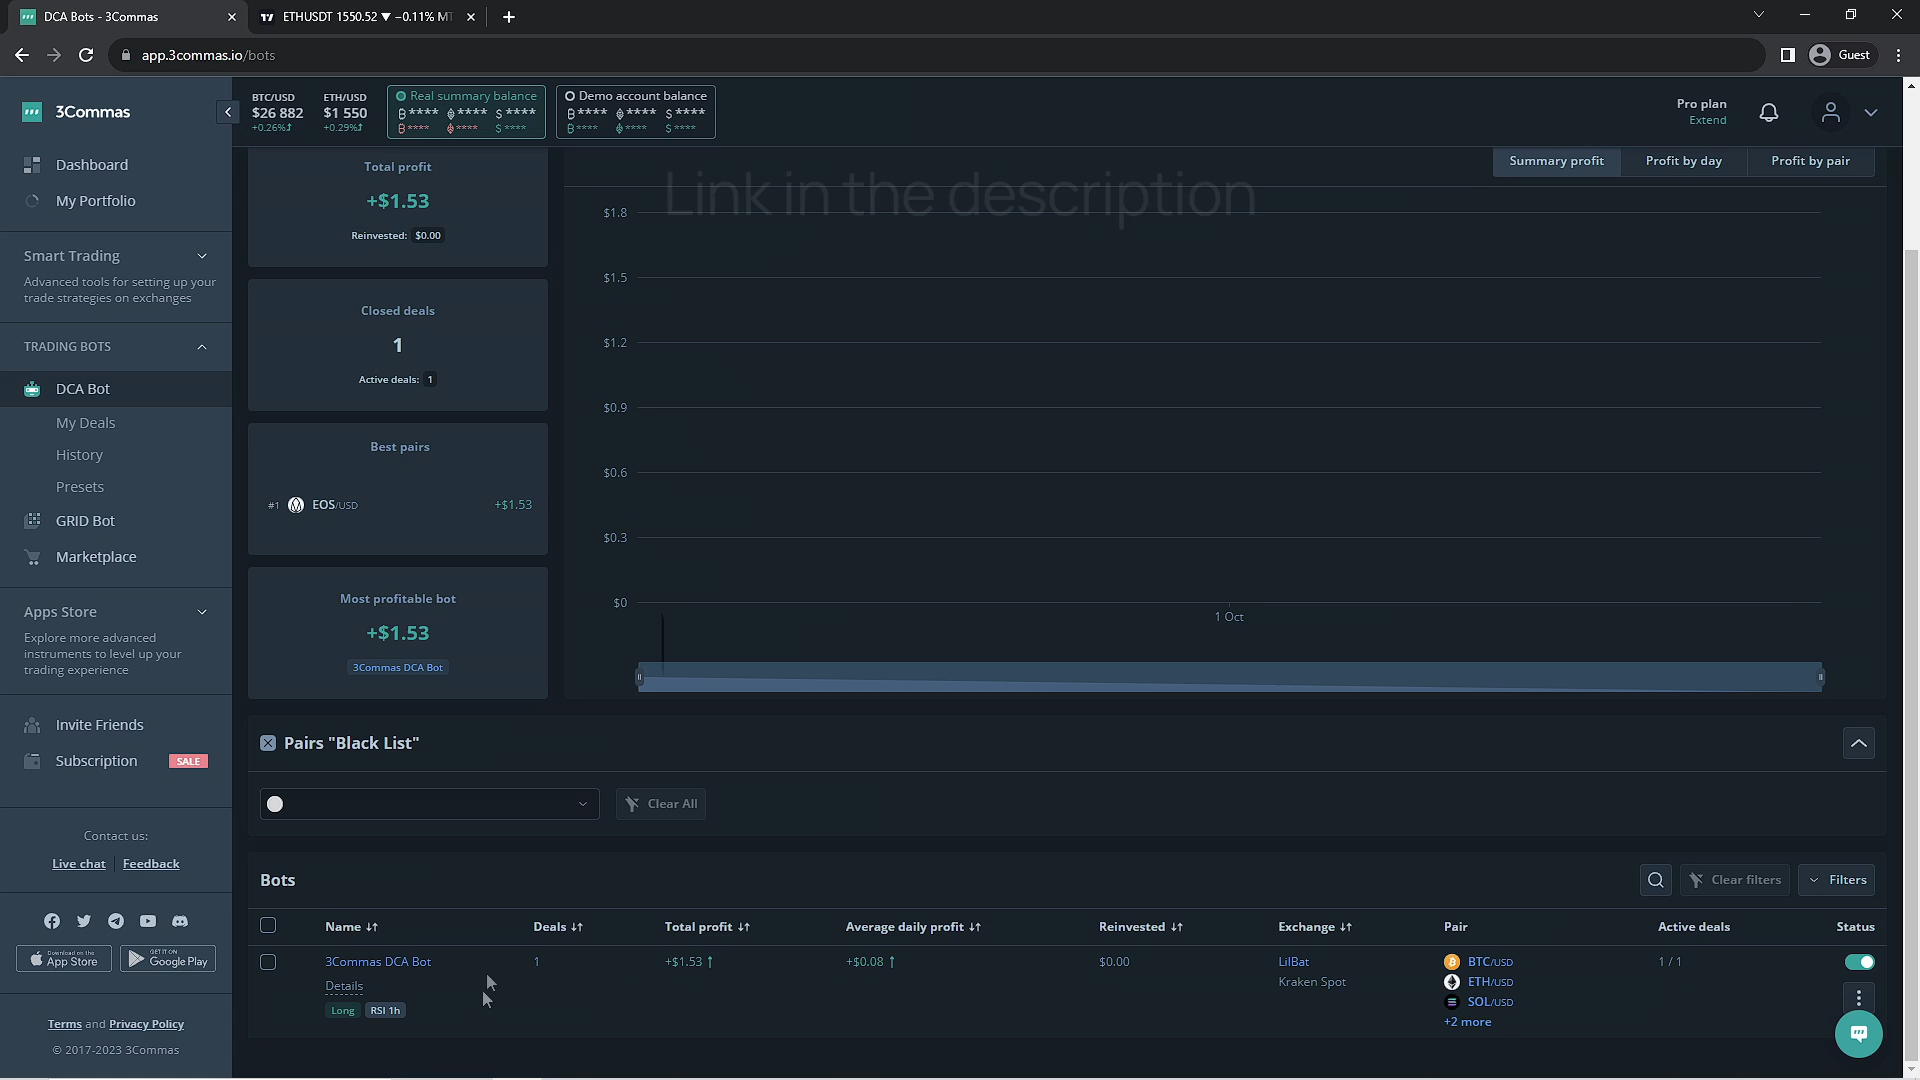 DCA Bots - 3Commas
ETHUSDT 1550.52 ▼ −0.11% MT
app.3commas.io/bots
Guest
3Commas
BTC/USD
$26 882
+0.26%
ETH/USD
$1 550
+0.29%
Real summary balance
**** **** $ ****
**** **** $ ****
Demo account balance
**** **** $ ****
**** **** $ ****
Pro plan
Extend
Dashboard
My Portfolio
Smart Trading
Advanced tools for setting up your
trade strategies on exchanges
TRADING BOTS
DCA Bot
My Deals
History
Presets
GRID Bot
Marketplace
Apps Store
Explore more advanced
instruments to level up your
trading experience
Invite Friends
Subscription SALE
Contact us:
Live chat Feedback
Download on the
App Store
GET IT ON
Google Play
Terms and Privacy Policy
© 2017-2023 3Commas
Total profit
+$1.53
Reinvested: $0.00
Closed deals
1
Active deals: 1
Best pairs
#1 EOS/USD +$1.53
Most profitable bot
+$1.53
3Commas DCA Bot
Summary profit Profit by day Profit by pair
Link in the description
$1.8
$1.5
$1.2
$0.9
$0.6
$0.3
$0
1 Oct
Pairs "Black List"
Clear All
Bots
Clear filters
Filters
Name Deals Total profit Average daily profit Reinvested Exchange Pair Active deals Status
3Commas DCA Bot 1 +$1.53 ↑ +$0.08 ↑ $0.00 LilBat BTC/USD 1 / 1
Details Kraken Spot ETH/USD
Long RSI 1h SOL/USD
+2 more